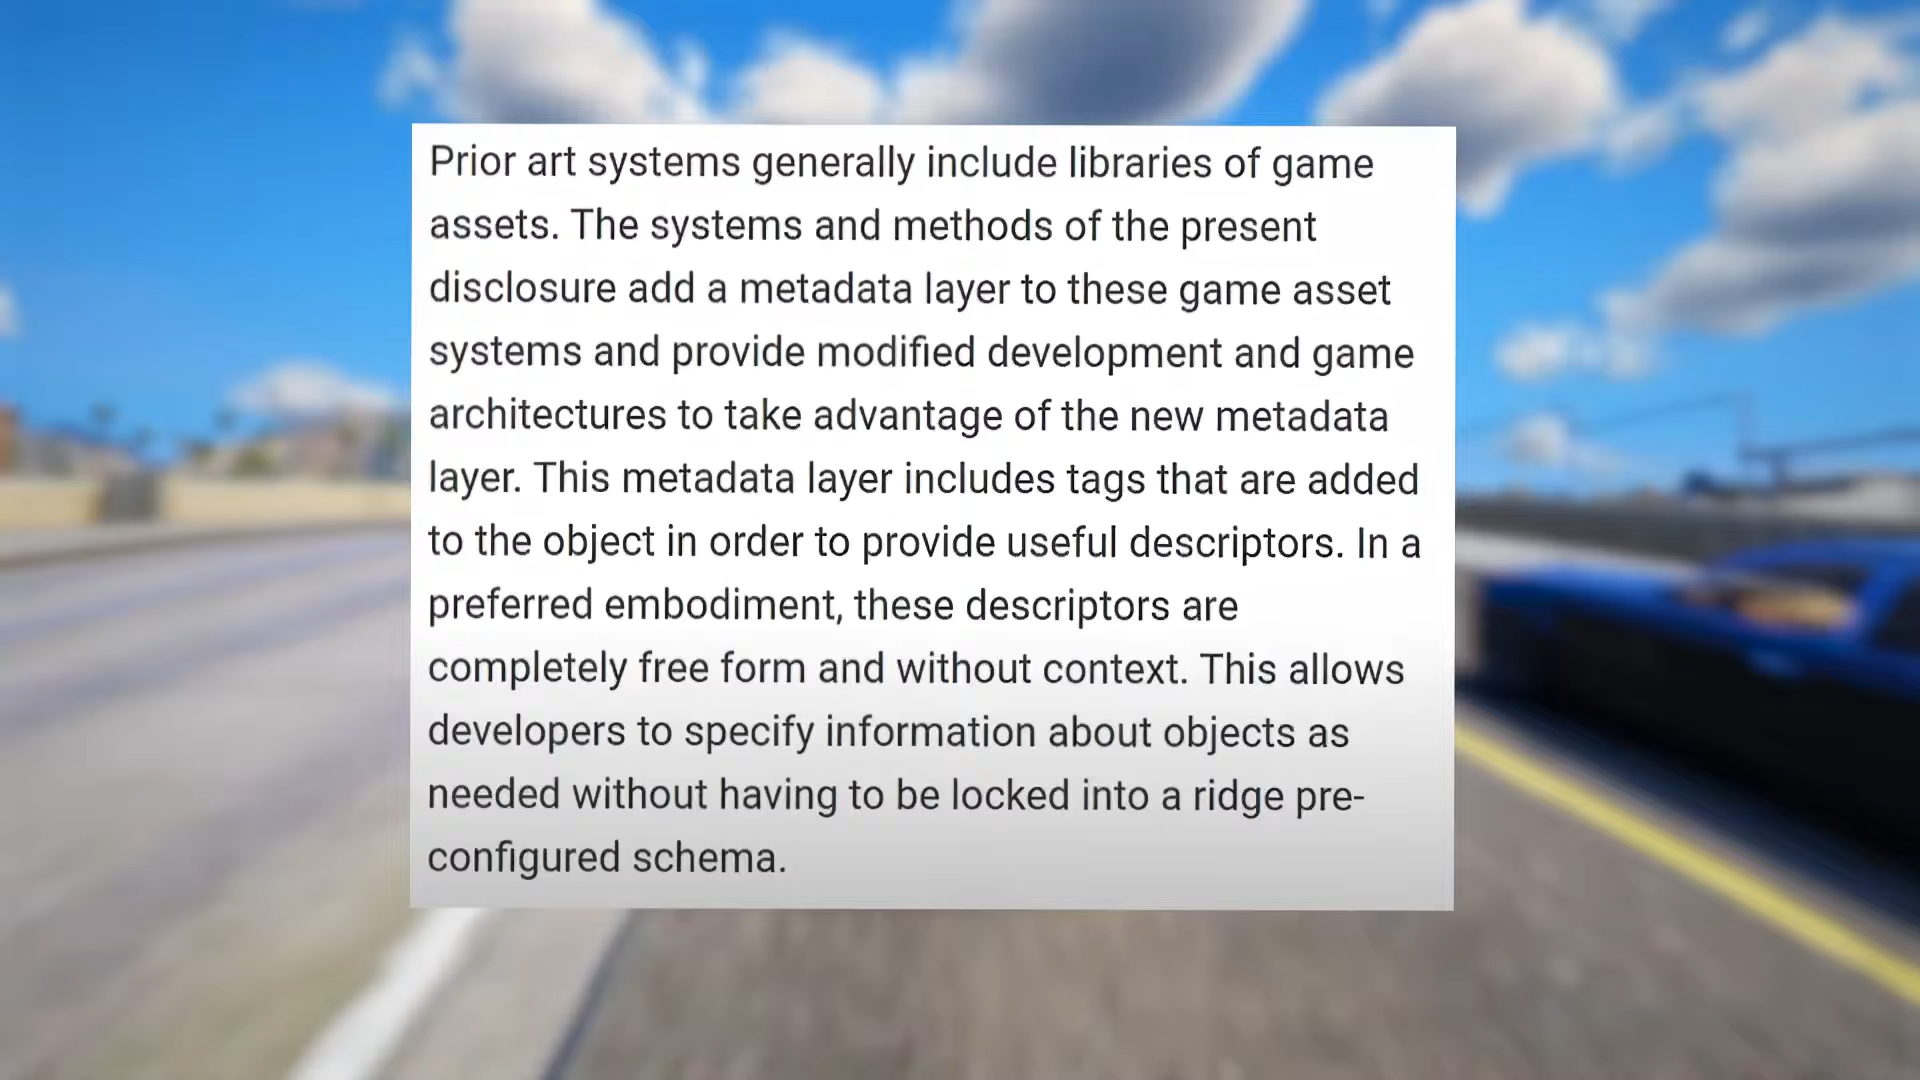 Prior art systems generally include libraries of game
assets. The systems and methods of the present
disclosure add a metadata layer to these game asset
systems and provide modified development and game
architectures to take advantage of the new metadata
layer. This metadata layer includes tags that are added
to the object in order to provide useful descriptors. In a
preferred embodiment, these descriptors are
completely free form and without context. This allows
developers to specify information about objects as
needed without having to be locked into a ridge pre-
configured schema.